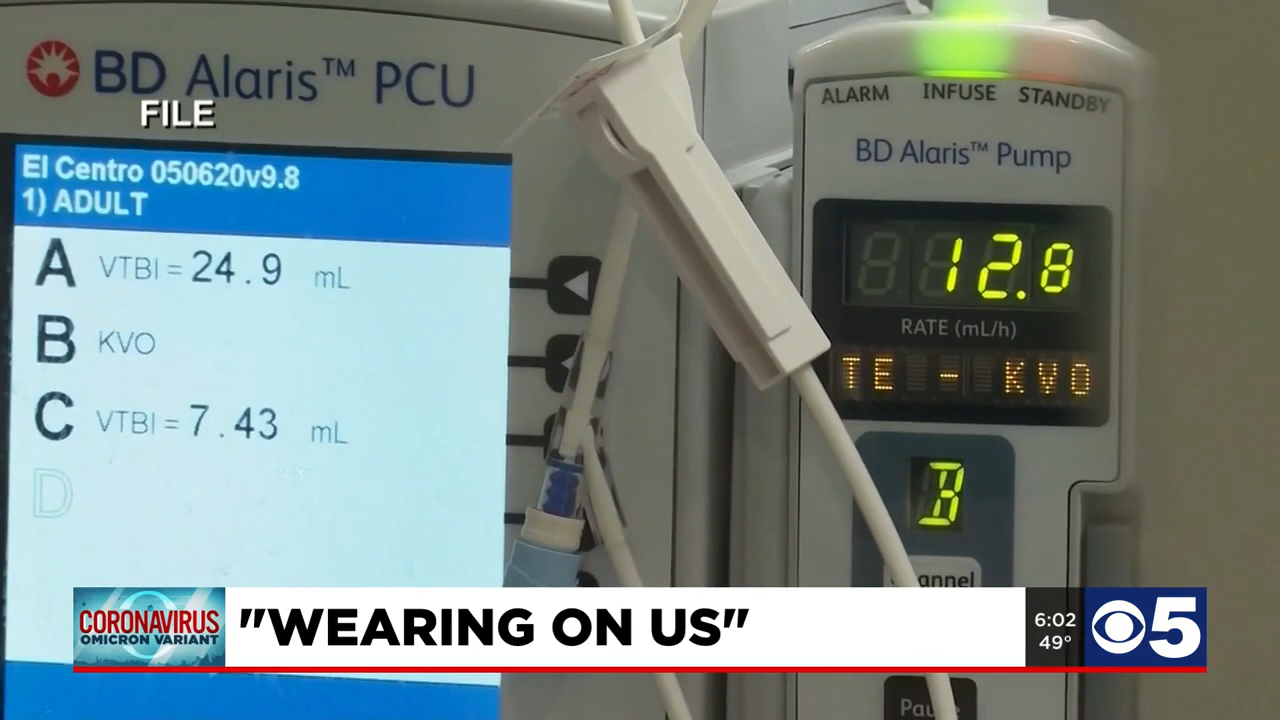 BD Alaris™ PCU
FILE
El Centro 050620v9.8
1) ADULT
A VTBI = 24.9 mL
B KVO
C VTBI = 7.43 mL
D
ALARM INFUSE STANDBY
BD Alaris™ Pump
12.8
RATE (mL/h)
TE - KVO
B
CORONAVIRUS
OMICRON VARIANT
"WEARING ON US"
6:02
49°
5